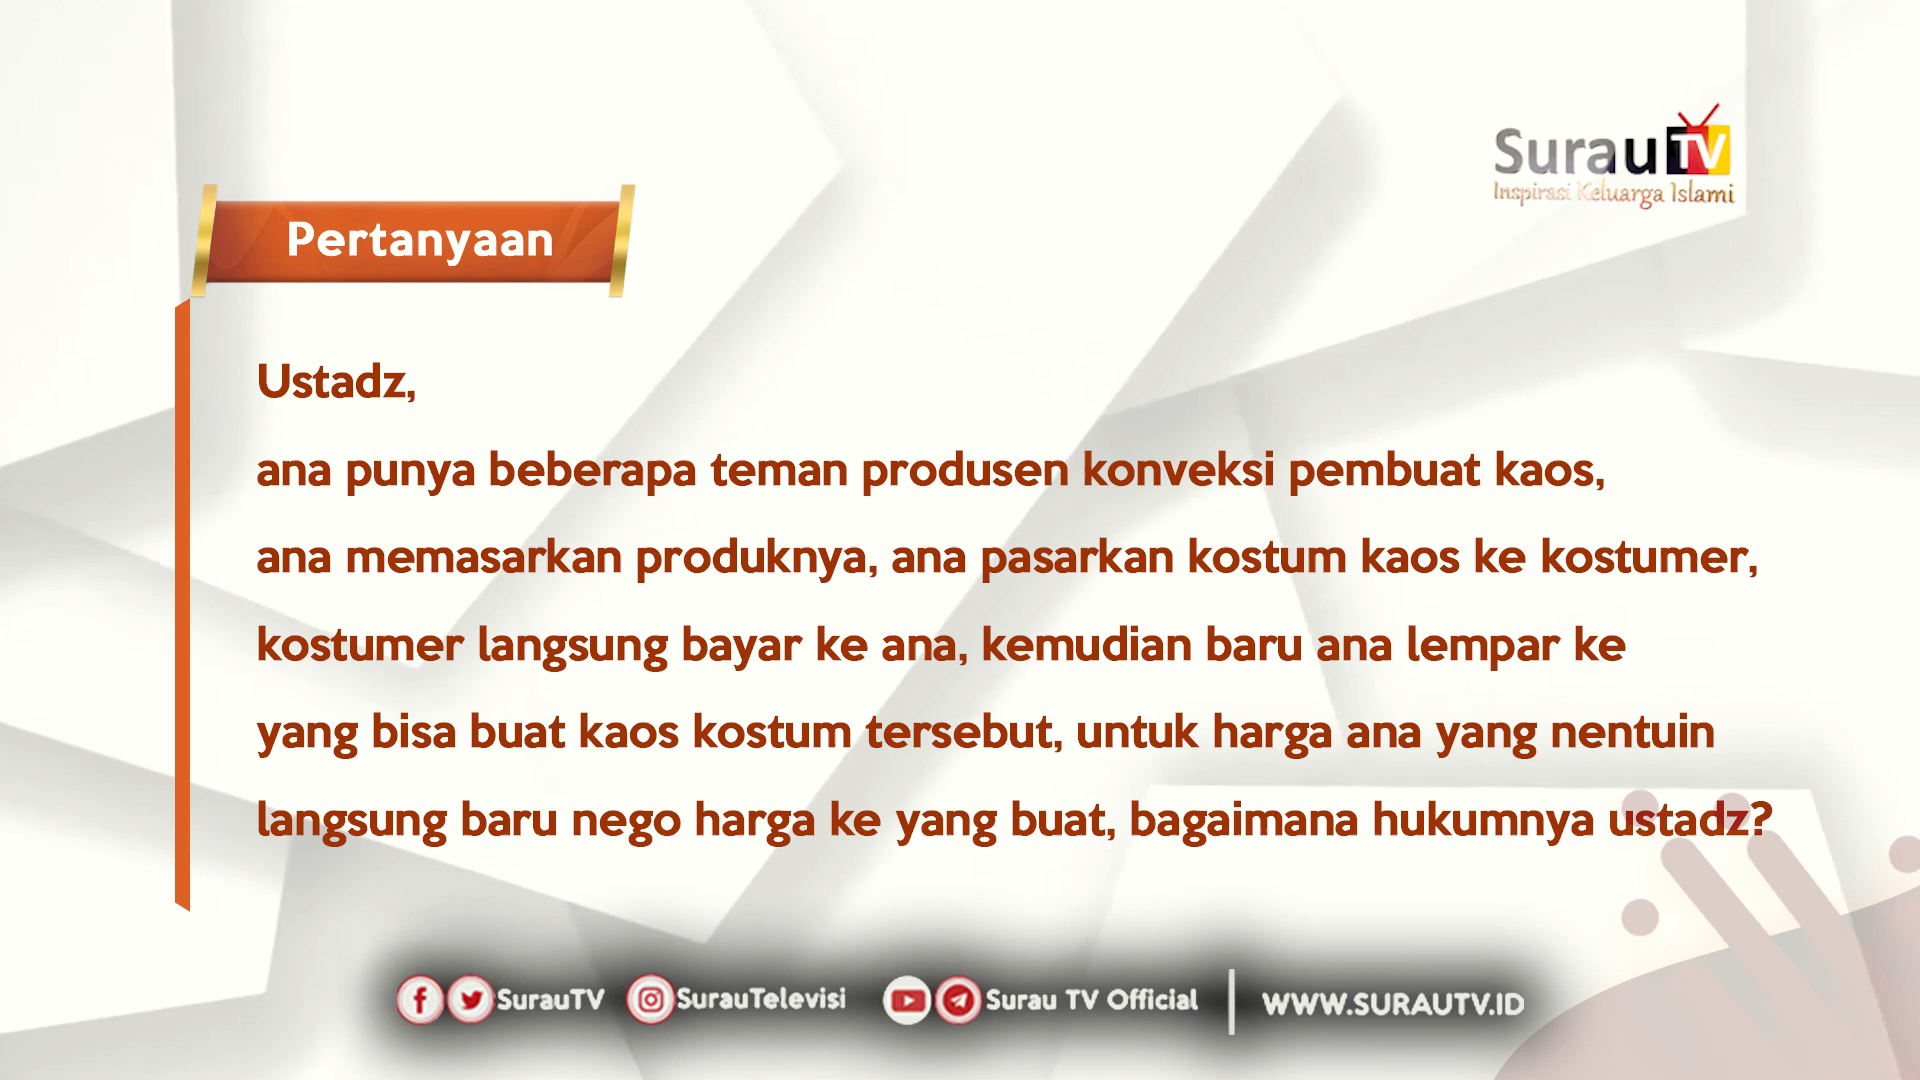 Surau TV
Inspirasi Keluarga Islami
Pertanyaan
Ustadz,
ana punya beberapa teman produsen konveksi pembuat kaos,
ana memasarkan produknya, ana pasarkan kostum kaos ke kostumer,
kostumer langsung bayar ke ana, kemudian baru ana lempar ke
yang bisa buat kaos kostum tersebut, untuk harga ana yang nentuin
langsung baru nego harga ke yang buat, bagaimana hukumnya ustadz?
SurauTV SurauTelevisi Surau TV Official WWW.SURAUTV.ID